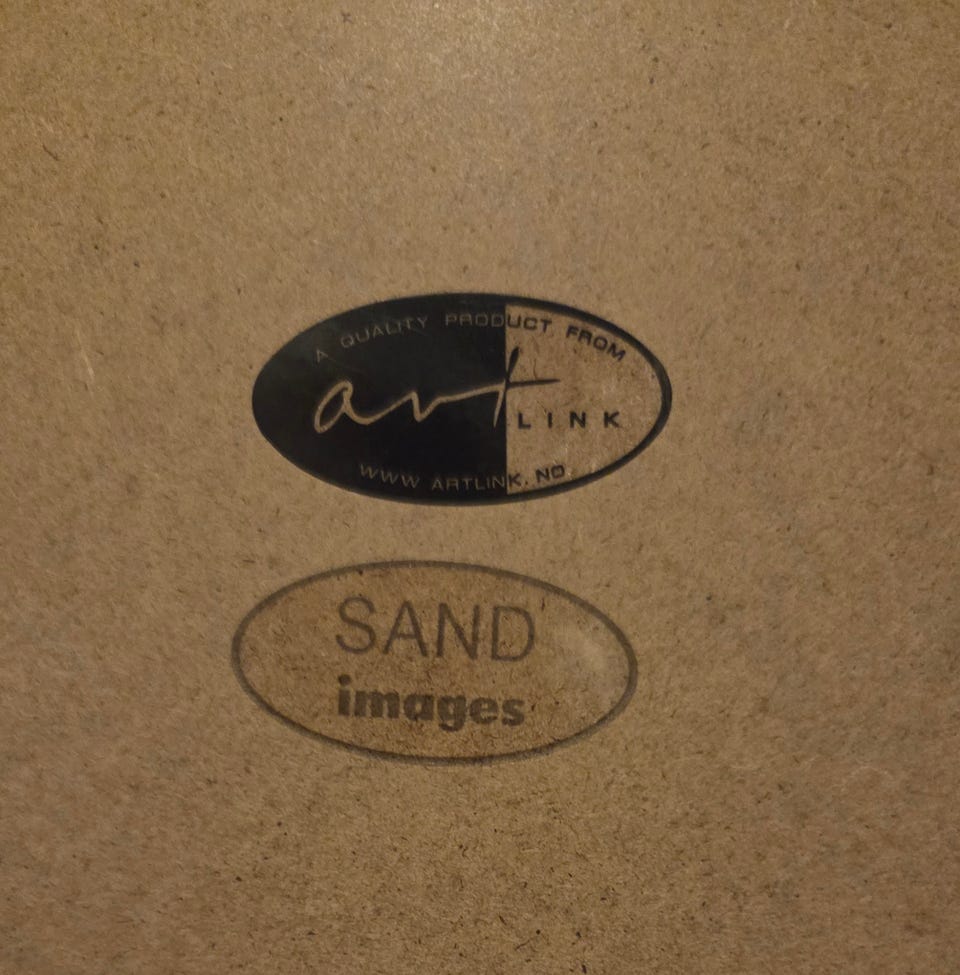 A QUALITY PRODUCT FROM
art LINK
WWW ARTLINK.NO
SAND
images